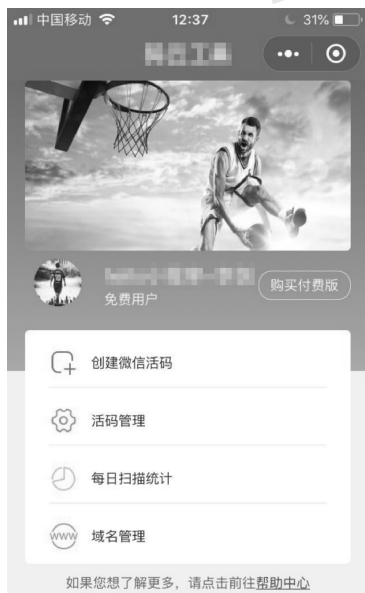 中国移动 12:37 31%
免费用户
购买付费版
创建微信活码
活码管理
每日扫描统计
www 域名管理
如果您想了解更多，请点击前往帮助中心